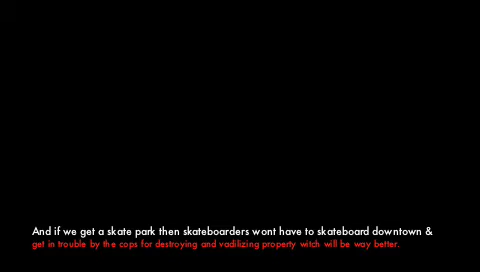 And if we get a skate park then skateboarders wont have to skateboard downtown &
get in trouble by the cops for destroying and vadilizing property witch will be way better.